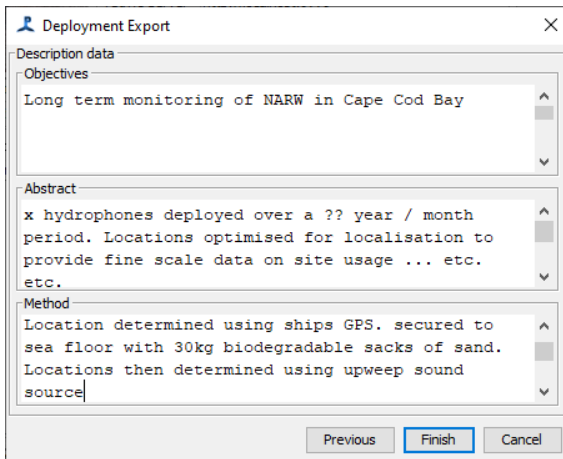 Deployment Export
Description data
Objectives
Long term monitoring of NARW in Cape Cod Bay
Abstract
x hydrophones deployed over a ?? year / month
period. Locations optimised for localisation to
provide fine scale data on site usage ... etc.
etc.
Method
Location determined using ships GPS. secured to
sea floor with 30kg biodegradable sacks of sand.
Locations then determined using upweep sound
source
Previous Finish Cancel